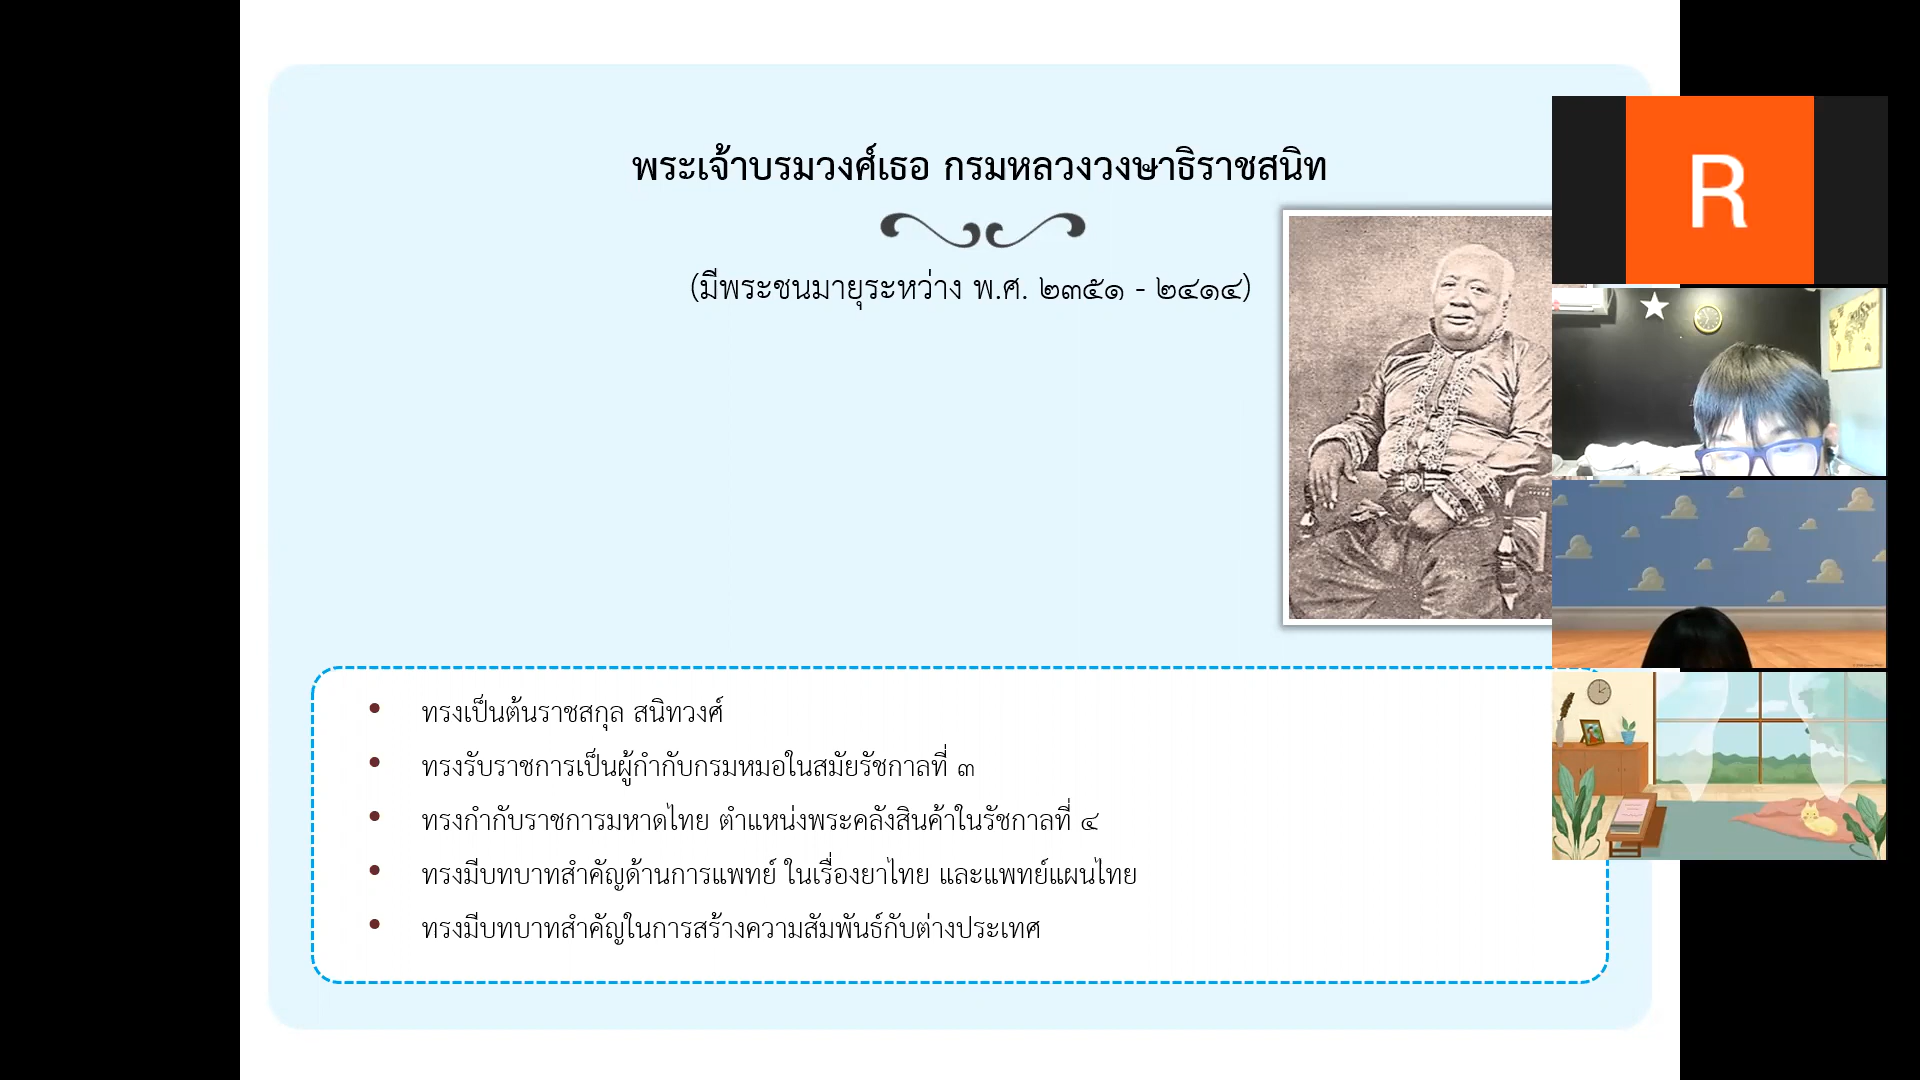 พระเจ้าบรมวงศ์เธอ กรมหลวงวงษาธิราชสนิท
(มีพระชนมายุระหว่าง พ.ศ. ๒๓๕๑ - ๒๔๑๔)
• ทรงเป็นต้นราชสกุล สนิทวงศ์
• ทรงรับราชการเป็นผู้กำกับกรมหมอในสมัยรัชกาลที่ ๓
• ทรงกำกับราชการมหาดไทย ตำแหน่งพระคลังสินค้าในรัชกาลที่ ๔
• ทรงมีบทบาทสำคัญด้านการแพทย์ ในเรื่องยาไทย และแพทย์แผนไทย
• ทรงมีบทบาทสำคัญในการสร้างความสัมพันธ์กับต่างประเทศ
R